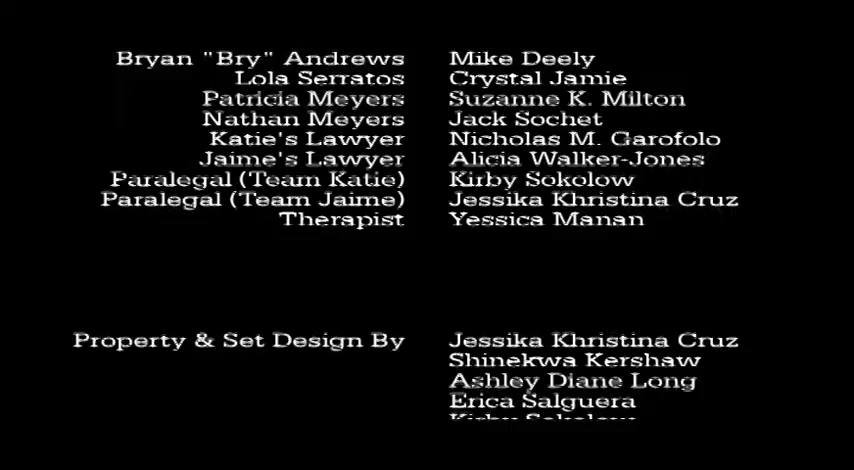 Bryan "Bry" Andrews Mike Deely
Lola Serratos Crystal Jamie
Patricia Meyers Suzanne K. Milton
Nathan Meyers Jack Sochet
Katie's Lawyer Nicholas M. Garofolo
Jaime's Lawyer Alicia Walker-Jones
Paralegal (Team Katie) Kirby Sokolow
Paralegal (Team Jaime) Jessika Khristina Cruz
Therapist Yessica Manan
Property & Set Design By Jessika Khristina Cruz
Shinekwa Kershaw
Ashley Diane Long
Erica Salguera
Kirby Sokolow